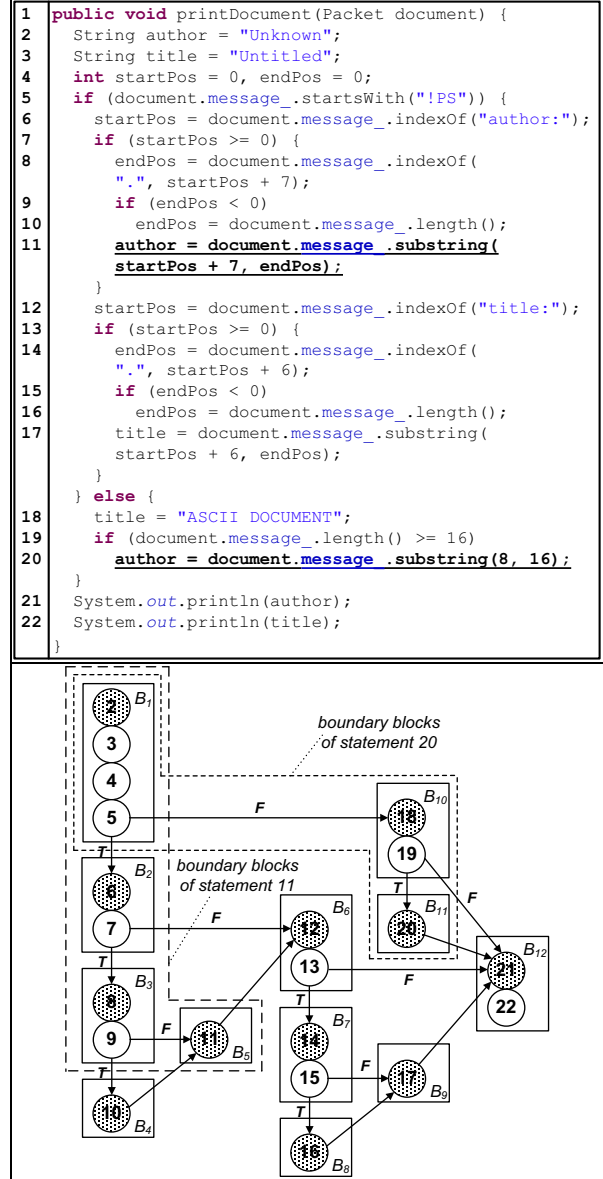 1 public void printDocument(Packet document) {
2 String author = "Unknown";
3 String title = "Untitled";
4 int startPos = 0, endPos = 0;
5 if (document.message_.startsWith("!PS")) {
6 startPos = document.message_.indexOf("author:");
7 if (startPos >= 0) {
8 endPos = document.message_.indexOf(
".", startPos + 7);
9 if (endPos < 0)
10 endPos = document.message_.length();
11 author = document.message_.substring(
startPos + 7, endPos);
}
12 startPos = document.message_.indexOf("title:");
13 if (startPos >= 0) {
14 endPos = document.message_.indexOf(
".", startPos + 6);
15 if (endPos < 0)
16 endPos = document.message_.length();
17 title = document.message_.substring(
startPos + 6, endPos);
}
} else {
18 title = "ASCII DOCUMENT";
19 if (document.message_.length() >= 16)
20 author = document.message_.substring(8, 16);
}
21 System.out.println(author);
22 System.out.println(title);
}
2 B1
3
4
5
F
T
boundary blocks
of statement 20
18 B10
19
T
F
20 B11
boundary blocks
of statement 11
6 B2
7
F
T
12 B6
13
F
T
21 B12
22
8 B3
9
F
T
11
B5
14 B7
15
F
T
17
B9
10
B4
16
B8